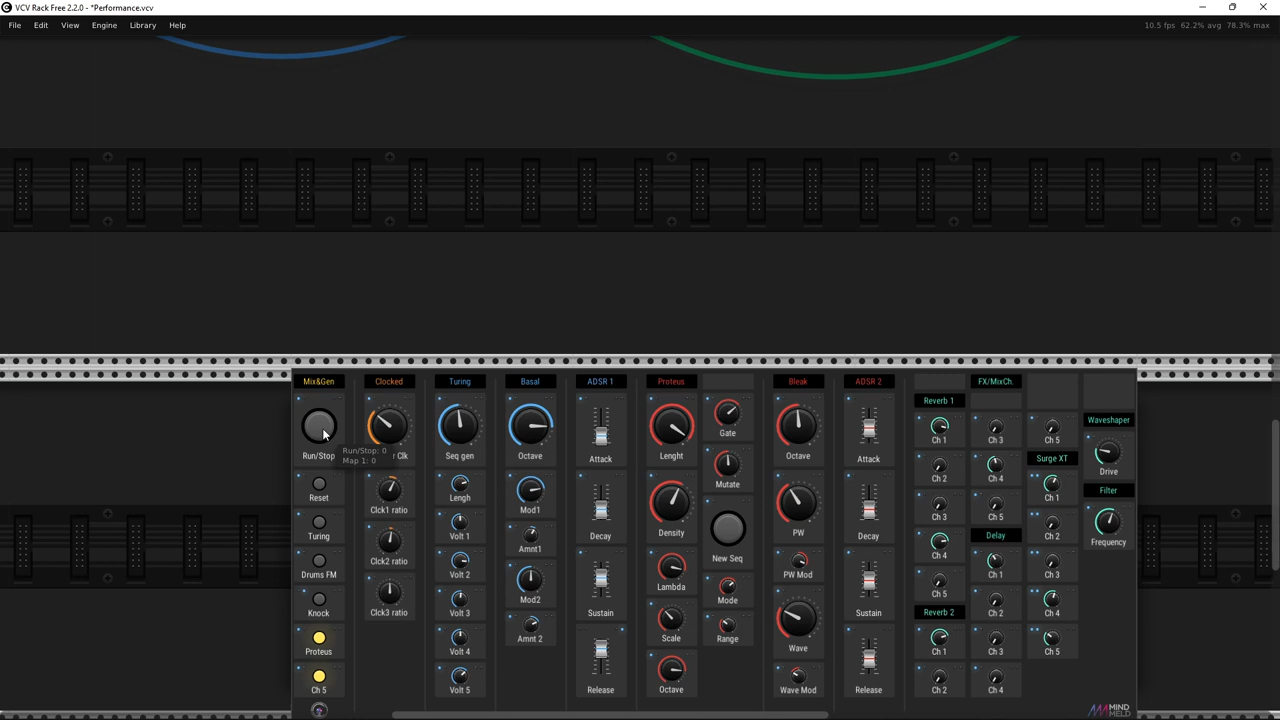 VCV Rack Free 2.2.0 - *Performance.vcv
File Edit View Engine Library Help
10.5 fps 62.2% avg 78.3% max
Mix&Gen Clocked Turing Basal ADSR 1 Proteus Bleak ADSR 2 FX/MixCh.
Reverb 1
Waveshaper
Run/Stop
r Clk
Seq gen
Octave
Attack
Lenght
Gate
Octave
Attack
Ch 1
Ch 3
Ch 5
Run/Stop: 0
Map 1: 0
Surge XT
Drive
Mutate
Ch 2
Ch 4
Ch 1
Filter
Reset
Clck1 ratio
Lengh
Mod1
Ch 3
Ch 5
Ch 2
Frequency
Turing
Volt 1
Decay
Density
PW
Decay
Delay
Amnt1
New Seq
Ch 4
Ch 1
Ch 3
Drums FM
Clck2 ratio
Volt 2
Lambda
PW Mod
Ch 5
Ch 2
Ch 4
Knock
Clck3 ratio
Volt 3
Mod2
Sustain
Mode
Sustain
Reverb 2
Scale
Range
Wave
Proteus
Volt 4
Amnt 2
Ch 1
Ch 3
Ch 5
Ch 5
Volt 5
Release
Octave
Wave Mod
Release
Ch 2
Ch 4
MIND
MELD